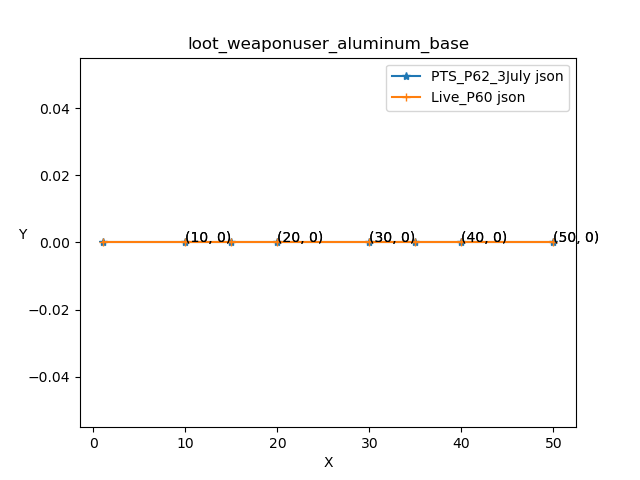 loot_weaponuser_aluminum_base
PTS_P62_3July json
Live_P60 json
0.04
0.02
0.00
−0.02
−0.04
Y
(10, 0) (20, 0) (30, 0) (40, 0) (50, 0)
0 10 20 30 40 50
X